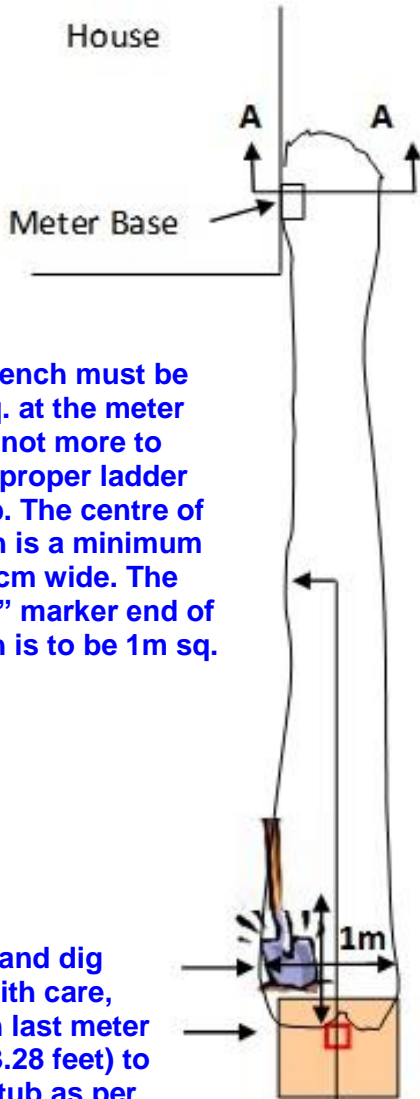 House
A A
Meter Base
ench must be
q. at the meter
not more to
proper ladder
. The centre of
is a minimum
cm wide. The
” marker end of
is to be 1m sq.
1m
and dig
ith care,
last meter
3.28 feet) to
tub as per